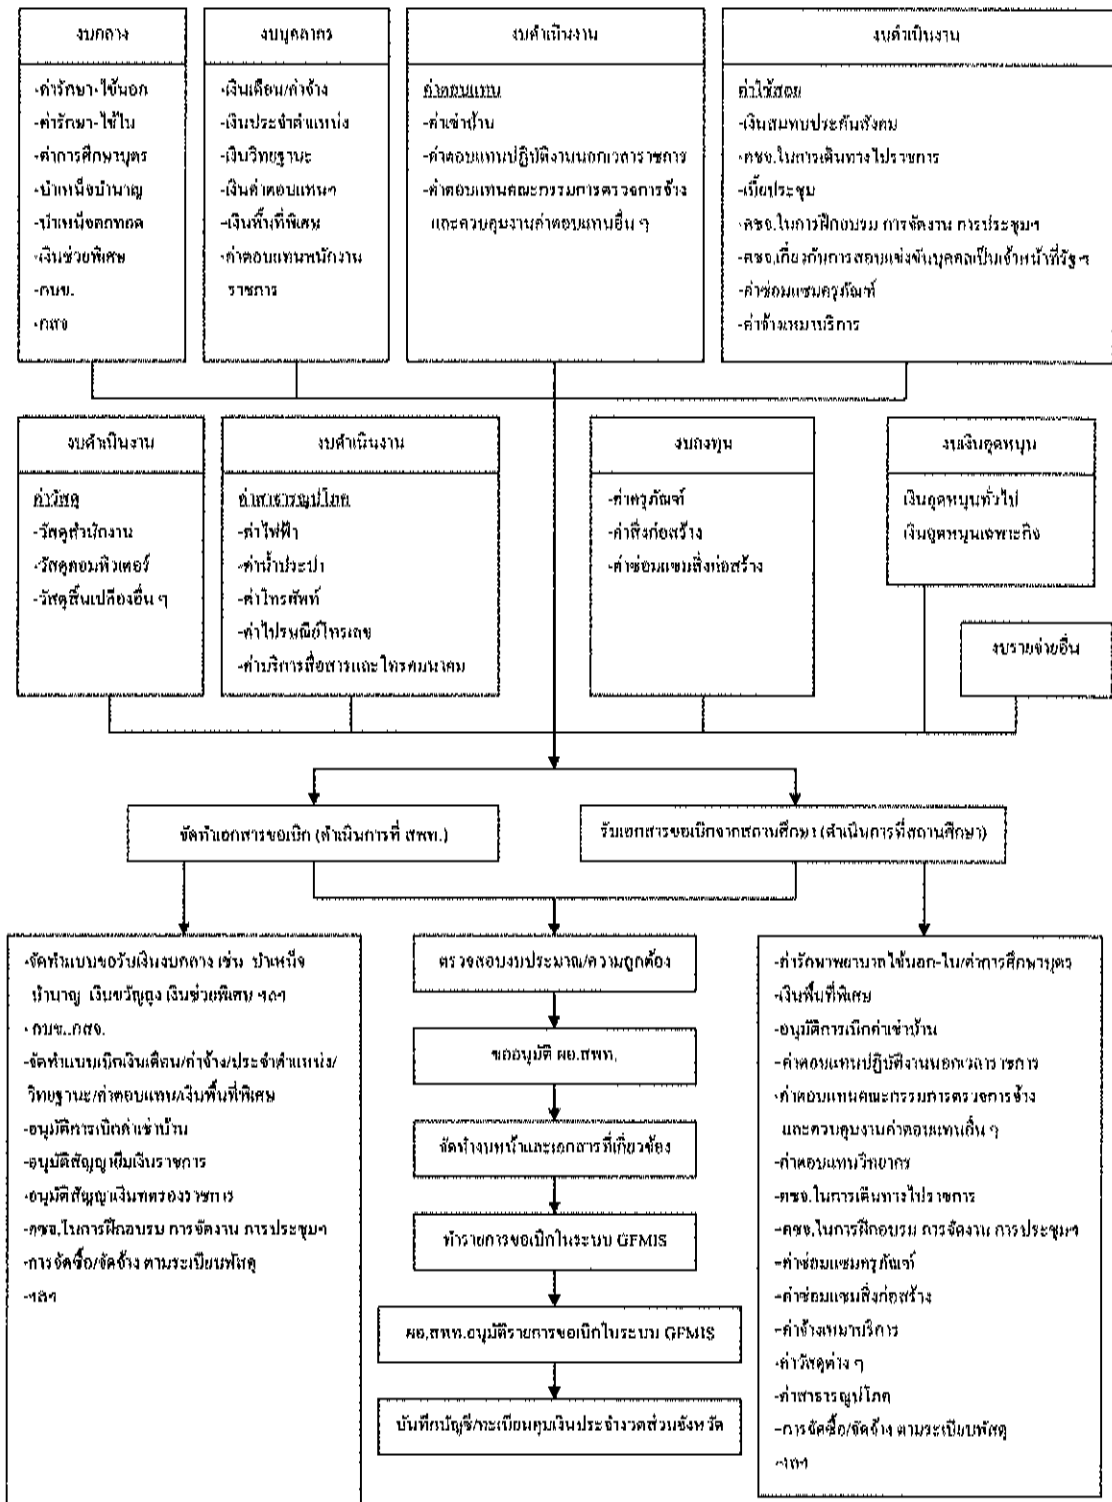 งบกลาง
-ค่ารักษา-ไข้นอก
-ค่ารักษา-ไข้ใน
-ค่าการศึกษาบุตร
-บำเหน็จบำนาญ
-บำเหน็จตกทอด
-เงินช่วยพิเศษ
-กบข.
-กสจ
งบบุคลากร
-เงินเดือน/ค่าจ้าง
-เงินประจำตำแหน่ง
-เงินวิทยฐานะ
-เงินค่าตอบแทนฯ
-เงินพื้นที่พิเศษ
-ค่าตอบแทนพนักงาน
ราชการ
งบดำเนินงาน
ค่าตอบแทน
-ค่าเช่าบ้าน
-ค่าตอบแทนปฏิบัติงานนอกเวลาราชการ
-ค่าตอบแทนคณะกรรมการตรวจการจ้าง
และควบคุมงานค่าตอบแทนอื่น ๆ
งบดำเนินงาน
ค่าใช้สอย
-เงินสมทบประกันสังคม
-คชจ.ในการเดินทางไปราชการ
-เบี้ยประชุม
-คชจ.ในการฝึกอบรม การจัดงาน การประชุมฯ
-คชจ.เกี่ยวกับการสอบแข่งขันบุคคลเป็นเจ้าหน้าที่รัฐฯ
-ค่าซ่อมแซมครุภัณฑ์
-ค่าจ้างเหมาบริการ
งบดำเนินงาน
ค่าวัสดุ
-วัสดุสำนักงาน
-วัสดุคอมพิวเตอร์
-วัสดุสิ้นเปลืองอื่น ๆ
งบดำเนินงาน
ค่าสาธารณูปโภค
-ค่าไฟฟ้า
-ค่าน้ำประปา
-ค่าโทรศัพท์
-ค่าไปรษณีย์โทรเลข
-ค่าบริการสื่อสารและโทรคมนาคม
งบลงทุน
-ค่าครุภัณฑ์
-ค่าสิ่งก่อสร้าง
-ค่าซ่อมแซมสิ่งก่อสร้าง
งบเงินอุดหนุน
เงินอุดหนุนทั่วไป
เงินอุดหนุนเฉพาะกิจ
งบรายจ่ายอื่น
จัดทำเอกสารขอเบิก (ดำเนินการที่ สพท.)
รับเอกสารขอเบิกจากสถานศึกษา (ดำเนินการที่สถานศึกษา)
-จัดทำแบบขอรับเงินงบกลาง เช่น บำเหน็จ
บำนาญ เงินขวัญถุง เงินช่วยพิเศษ ฯลฯ
- กบข..กสจ.
-จัดทำแบบเบิกเงินเดือน/ค่าจ้าง/ประจำตำแหน่ง/
วิทยฐานะ/ค่าตอบแทน/เงินพื้นที่พิเศษ
-อนุมัติการเบิกค่าเช่าบ้าน
-อนุมัติสัญญายืมเงินราชการ
-อนุมัติสัญญาเงินทดรองราชการ
-คชจ.ในการฝึกอบรม การจัดงาน การประชุมฯ
-การจัดซื้อ/จัดจ้าง ตามระเบียบพัสดุ
-ฯลฯ
ตรวจสอบงบประมาณ/ความถูกต้อง
ขออนุมัติ ผอ.สพท.
จัดทำงบหน้าและเอกสารที่เกี่ยวข้อง
ทำรายการขอเบิกในระบบ GFMIS
ผอ.สพท.อนุมัติรายการขอเบิกในระบบ GFMIS
บันทึกบัญชี/ทะเบียนคุมเงินประจำงวดส่วนจังหวัด
-ค่ารักษาพยาบาลไข้นอก-ใน/ค่าการศึกษาบุตร
-เงินพื้นที่พิเศษ
-อนุมัติการเบิกค่าเช่าบ้าน
-ค่าตอบแทนปฏิบัติงานนอกเวลาราชการ
-ค่าตอบแทนคณะกรรมการตรวจการจ้าง
และควบคุมงานค่าตอบแทนอื่น ๆ
-ค่าตอบแทนวิทยากร
-คชจ.ในการเดินทางไปราชการ
-คชจ.ในการฝึกอบรม การจัดงาน การประชุมฯ
-ค่าซ่อมแซมครุภัณฑ์
-ค่าซ่อมแซมสิ่งก่อสร้าง
-ค่าจ้างเหมาบริการ
-ค่าวัสดุต่าง ๆ
-ค่าสาธารณูปโภค
-การจัดซื้อ/จัดจ้าง ตามระเบียบพัสดุ
-ฯลฯ